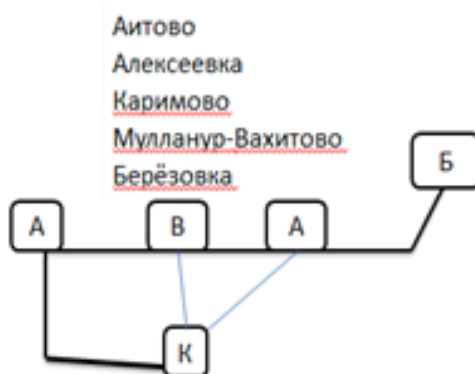 Аитово
Алексеевка
Каримово
Мулланур-Вахитово
Берёзовка
Б
А
В
А
К